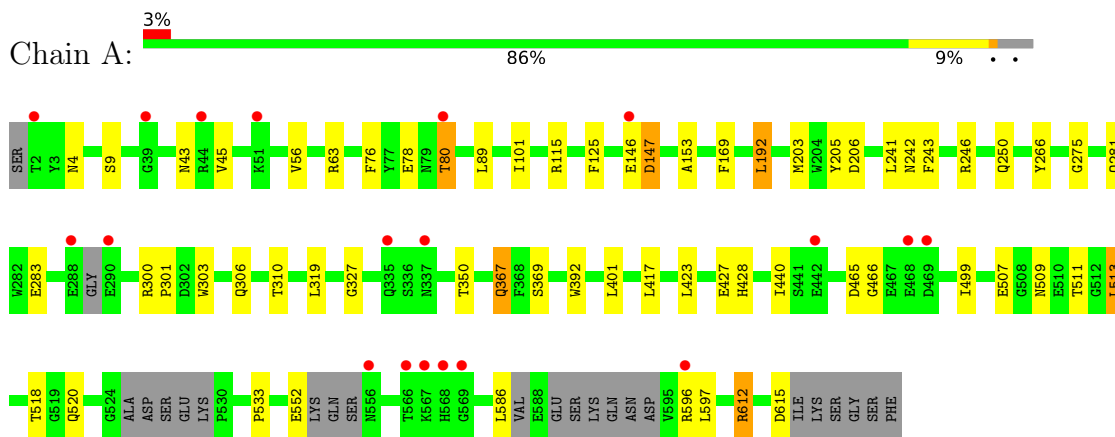 3%
Chain A:
86% 9% • •
SER T2 Y3 N4 S9 G39 N43 R44 V45 K51 V56 R63 F76 Y77 E78 N79 T80 L89 I101 R115 F125 E146 D147 A153 F169 L192 M203 W204 Y205 D206 L241 N242 F243 R246 Q250 Y266 G275
W282 E283 E288 GLY E290 R300 P301 D302 W303 Q306 T310 L319 G327 Q335 S336 N337 T350 Q367 F368 S369 W392 L401 L417 L423 E427 H428 I440 S441 E442 D465 G466 E467 E468 D469 I499 E507 G508 N509 E510 T511 G512 L513
T518 G519 Q520 G524 ALA ASP SER GLU LYS P530 P533 E552 LYS GLN SER N556 T566 K567 H568 G569 L586 VAL E588 GLU SER LYS GLN ASN ASP V595 R596 L597 R612 D615 ILE LYS SER GLY SER PHE